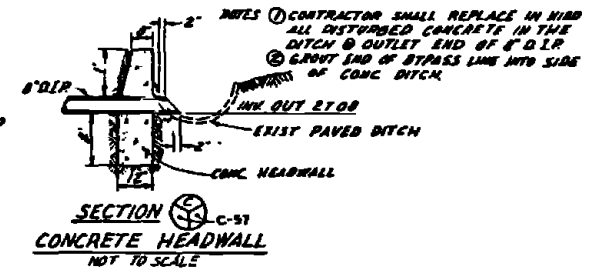 NOTES ① CONTRACTOR SHALL REPLACE IN KIND
ALL DISTURBED CONCRETE IN THE
DITCH @ OUTLET END OF 8" D.I.P.
② GROUT END OF BYPASS LINE INTO SIDE
OF CONC. DITCH.
2"
8" D.I.P.
INV. OUT 2708
EXIST PAVED DITCH
2"
CONC. HEADWALL
12"
SECTION C
C-57
CONCRETE HEADWALL
NOT TO SCALE